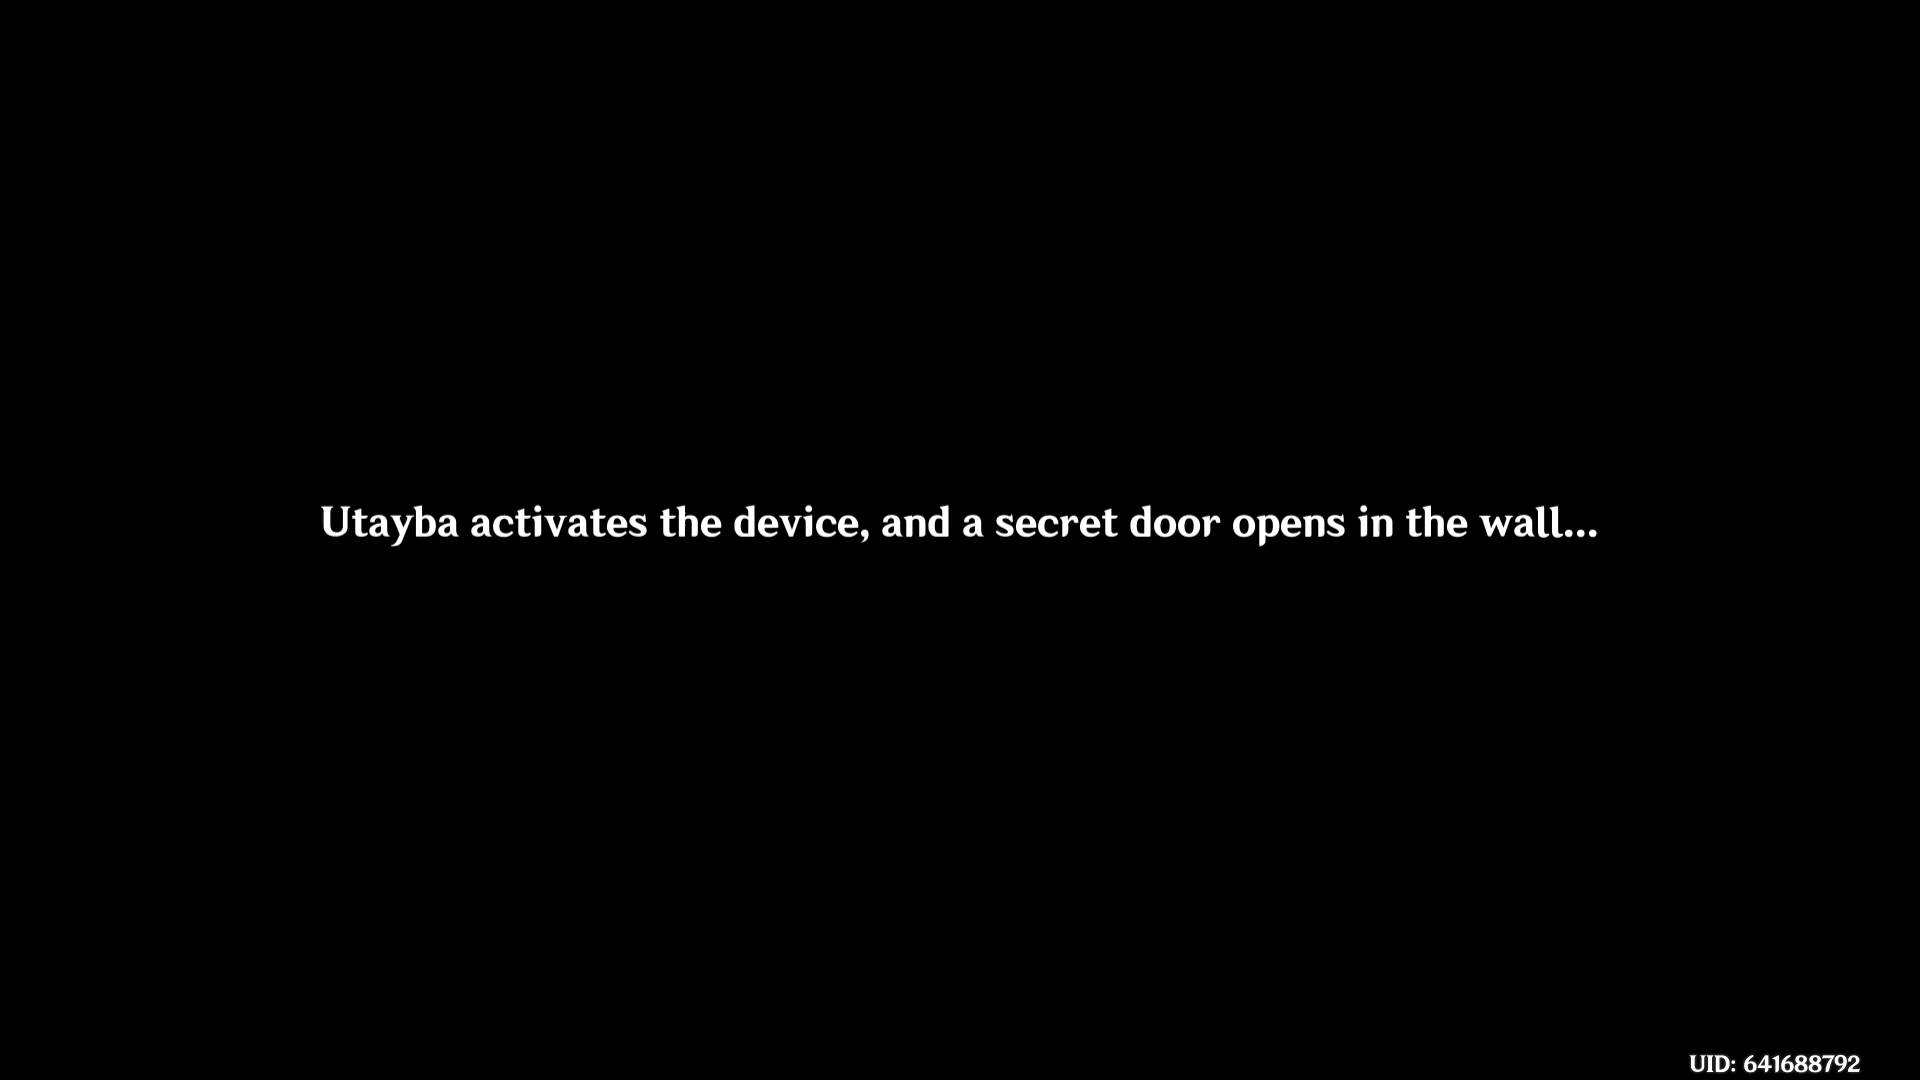 Utayba activates the device, and a secret door opens in the wall...
UID: 641688792